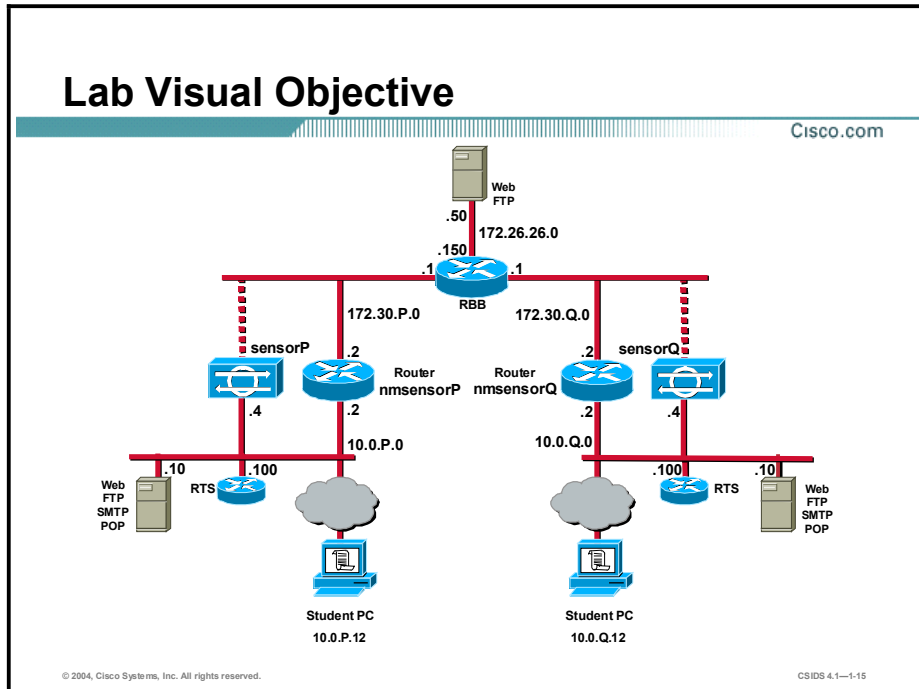 Lab Visual Objective
Cisco.com
Web
FTP
.50
172.26.26.0
.150
.1
.1
RBB
172.30.P.0
172.30.Q.0
sensorP
.2
.2
sensorQ
Router
nmsensorP
Router
nmsensorQ
.4
.2
.2
.4
10.0.P.0
10.0.Q.0
.10
.100
.100
.10
Web
FTP
SMTP
POP
RTS
RTS
Web
FTP
SMTP
POP
Student PC
10.0.P.12
Student PC
10.0.Q.12
© 2004, Cisco Systems, Inc. All rights reserved.
CSIDS 4.1—1-15